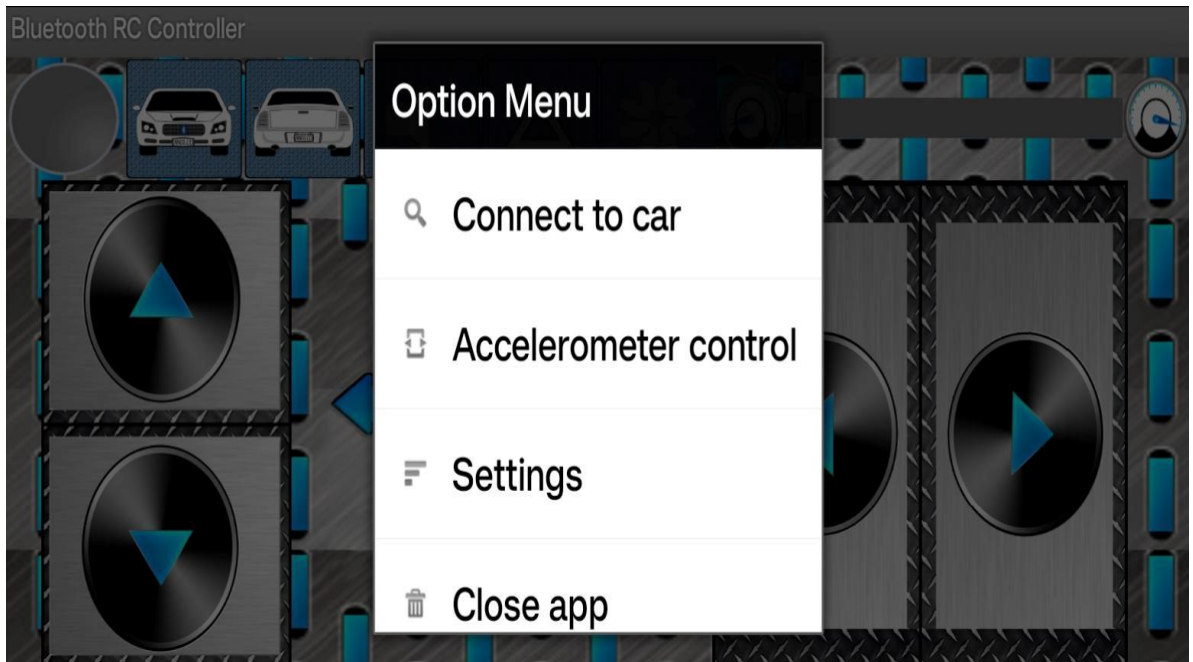 Bluetooth RC Controller
Option Menu
Connect to car
Accelerometer control
Settings
Close app